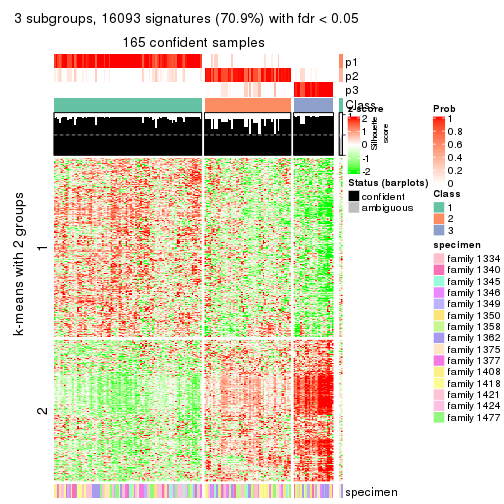 3 subgroups, 16093 signatures (70.9%) with fdr < 0.05
165 confident samples
p1
p2
p3
Class
1
Silhouette
score
k-means with 2 groups
1
2
specimen
z-score
2
1
0
-1
-2
Status (barplots)
confident
ambiguous
Prob
1
0.8
0.6
0.4
0.2
0
Class
1
2
3
specimen
family 1334
family 1340
family 1345
family 1346
family 1349
family 1350
family 1358
family 1362
family 1375
family 1377
family 1408
family 1418
family 1421
family 1424
family 1477